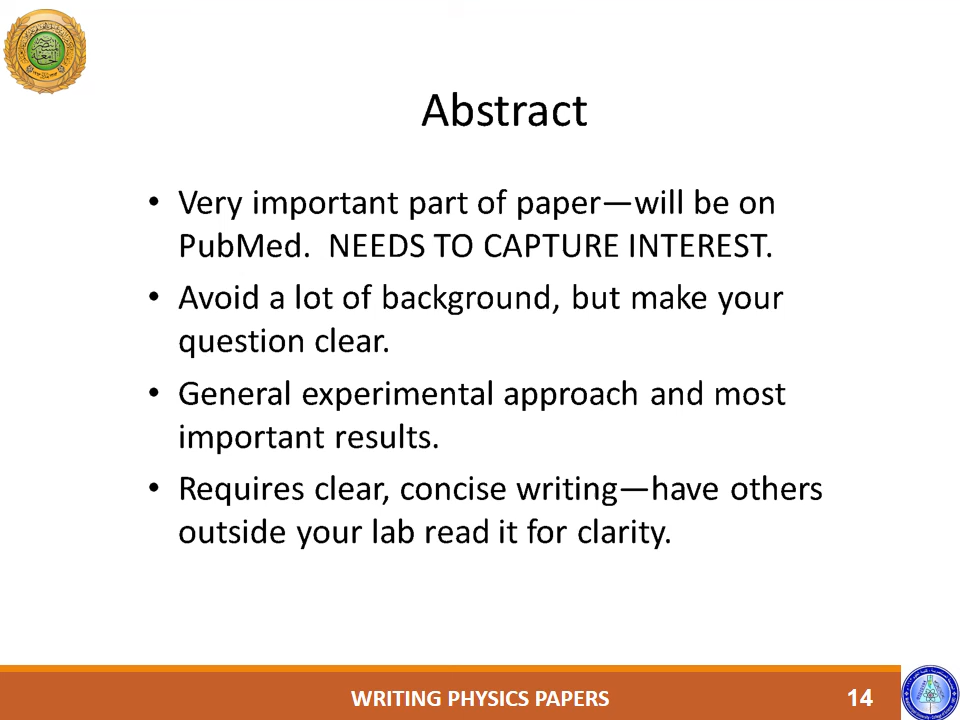 Abstract
• Very important part of paper—will be on
PubMed.  NEEDS TO CAPTURE INTEREST.
• Avoid a lot of background, but make your
question clear.
• General experimental approach and most
important results.
• Requires clear, concise writing—have others
outside your lab read it for clarity.
WRITING PHYSICS PAPERS
14